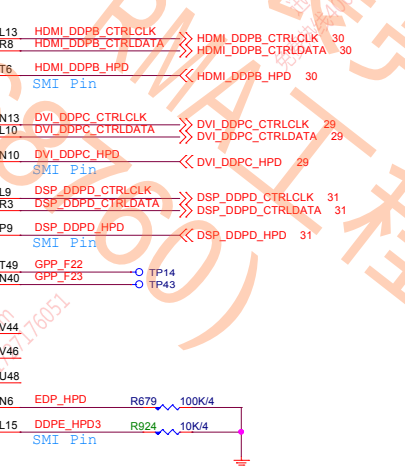 L13 HDMI_DDPB_CTRLCLK HDMI_DDPB_CTRLCLK 30
R8 HDMI_DDPB_CTRLDATA HDMI_DDPB_CTRLDATA 30
T6 HDMI_DDPB_HPD HDMI_DDPB_HPD 30
SMI Pin
N13 DVI_DDPC_CTRLCLK DVI_DDPC_CTRLCLK 29
L10 DVI_DDPC_CTRLDATA DVI_DDPC_CTRLDATA 29
N10 DVI_DDPC_HPD DVI_DDPC_HPD 29
SMI Pin
L9 DSP_DDPD_CTRLCLK DSP_DDPD_CTRLCLK 31
R3 DSP_DDPD_CTRLDATA DSP_DDPD_CTRLDATA 31
P9 DSP_DDPD_HPD DSP_DDPD_HPD 31
SMI Pin
T49 GPP_F22 TP14
N40 GPP_F23 TP43
V44
V46
U48
N6 EDP_HPD R679 100K/4
L15 DDPE_HPD3 R924 10K/4
SMI Pin